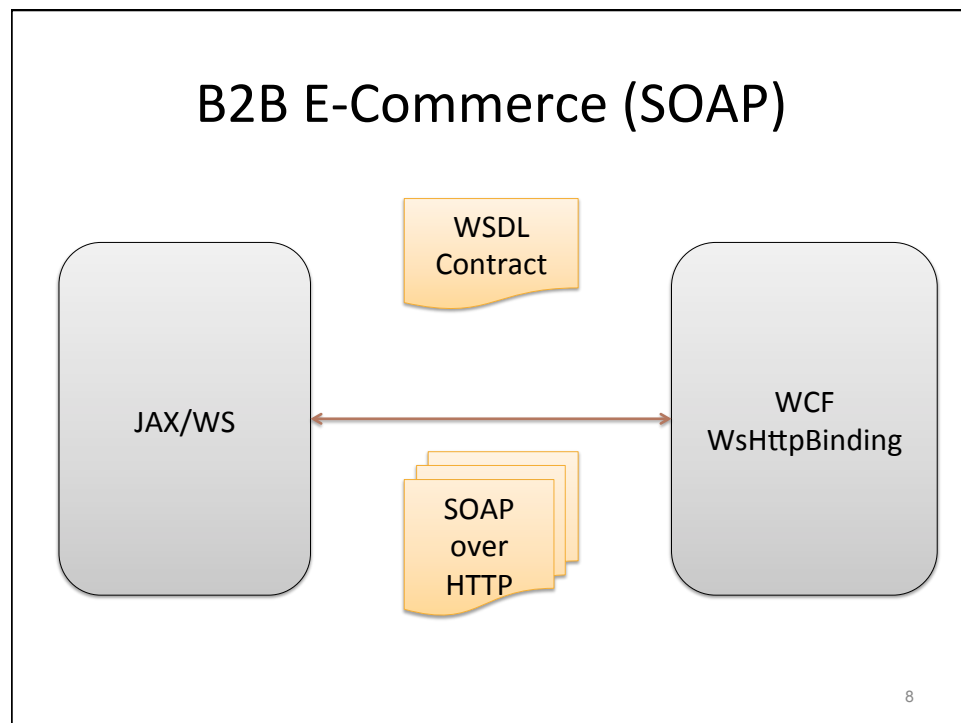 B2B E-Commerce (SOAP)
WSDL
Contract
JAX/WS
WCF
WsHttpBinding
SOAP
over
HTTP
8